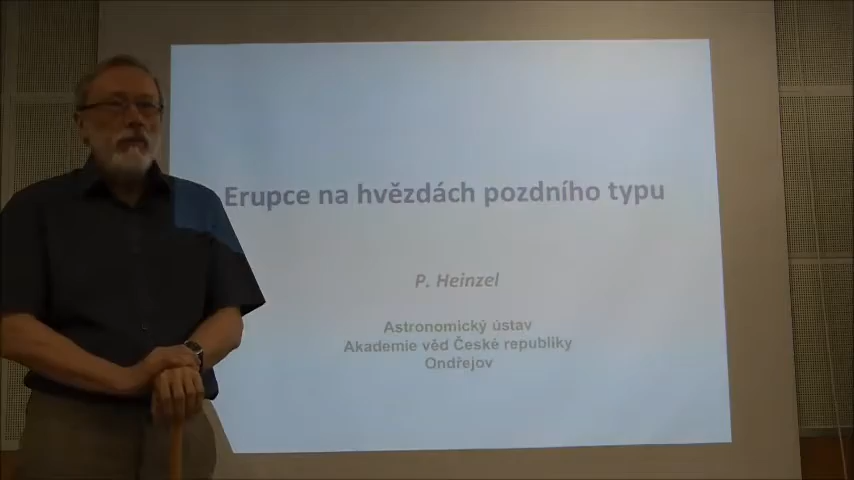 Erupce na hvězdách pozdního typu
P. Heinzel
Astronomický ústav
Akademie věd České republiky
Ondřejov